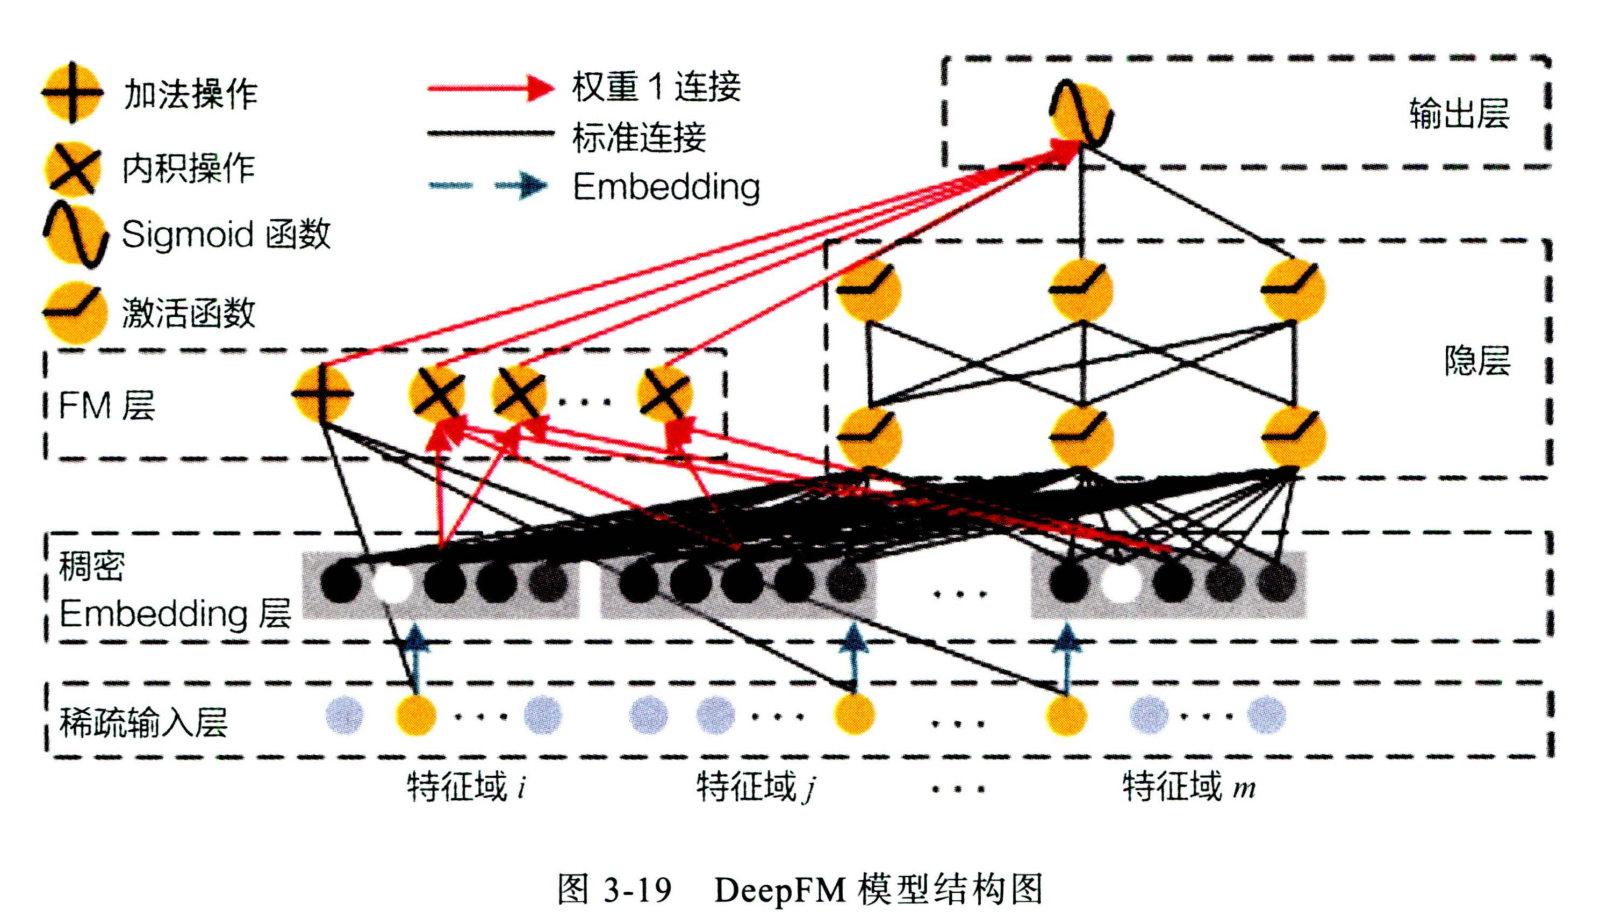 加法操作
内积操作
Sigmoid 函数
激活函数
权重 1 连接
标准连接
Embedding
输出层
隐层
FM 层
稠密
Embedding 层
稀疏输入层
特征域 i
特征域 j
...
特征域 m
图 3-19 DeepFM 模型结构图